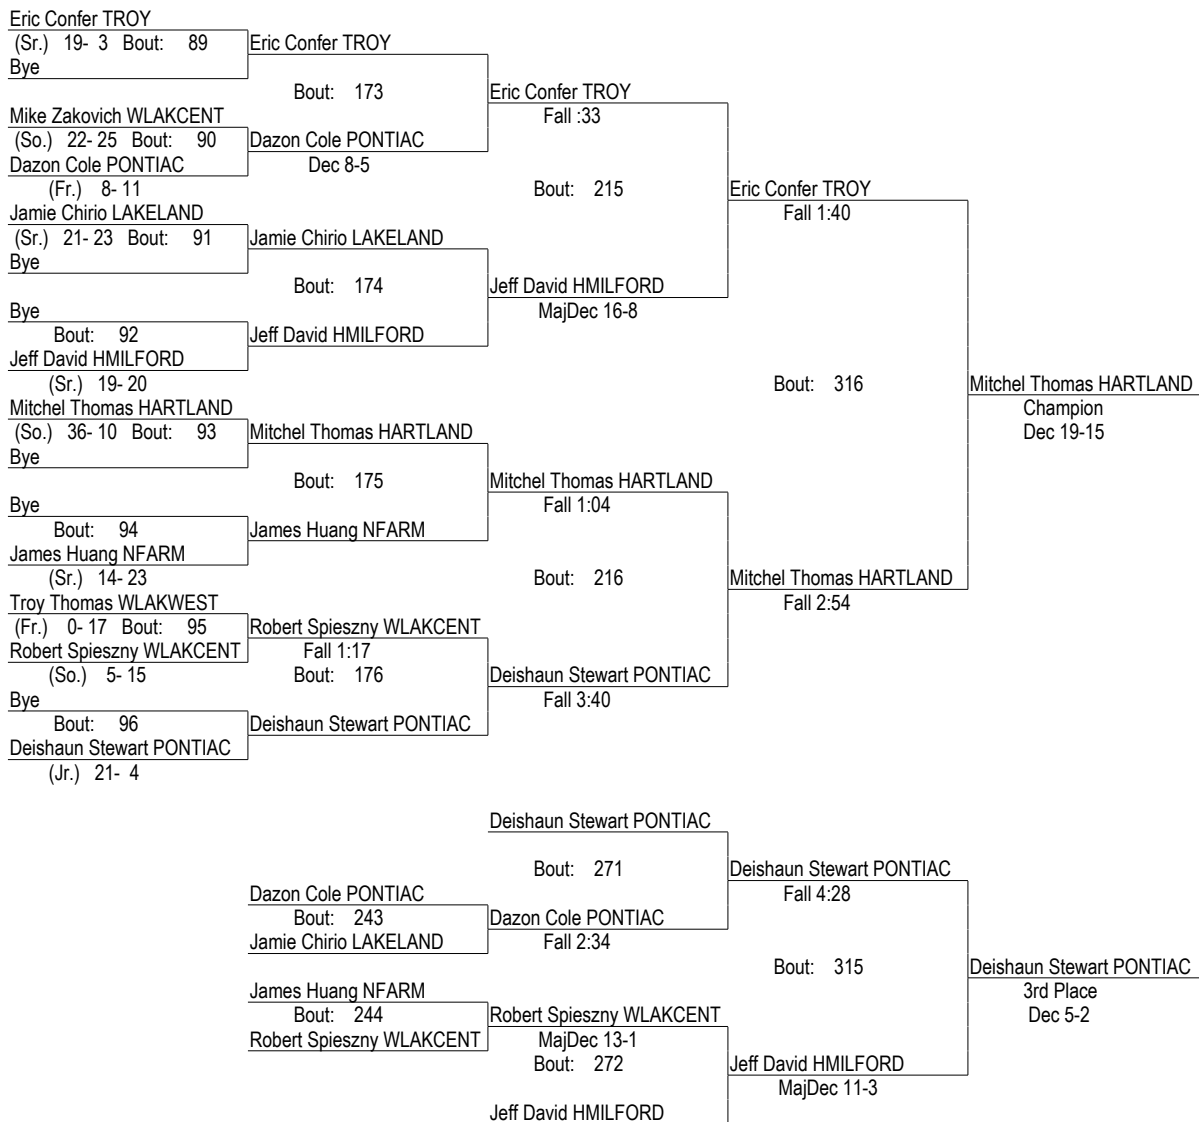 Eric Confer TROY
(Sr.) 19- 3 Bout: 89 Eric Confer TROY
Bye
Bout: 173 Eric Confer TROY
Mike Zakovich WLAKCENT Fall :33
(So.) 22- 25 Bout: 90 Dazon Cole PONTIAC
Dazon Cole PONTIAC Dec 8-5
(Fr.) 8- 11 Bout: 215 Eric Confer TROY
Jamie Chirio LAKELAND Fall 1:40
(Sr.) 21- 23 Bout: 91 Jamie Chirio LAKELAND
Bye
Bout: 174 Jeff David HMILFORD
Bye MajDec 16-8
Bout: 92 Jeff David HMILFORD
Jeff David HMILFORD
(Sr.) 19- 20 Bout: 316 Mitchel Thomas HARTLAND
Mitchel Thomas HARTLAND Champion
(So.) 36- 10 Bout: 93 Mitchel Thomas HARTLAND Dec 19-15
Bye
Bout: 175 Mitchel Thomas HARTLAND
Bye Fall 1:04
Bout: 94 James Huang NFARM
James Huang NFARM
(Sr.) 14- 23 Bout: 216 Mitchel Thomas HARTLAND
Troy Thomas WLAKWEST Fall 2:54
(Fr.) 0- 17 Bout: 95 Robert Spieszny WLAKCENT
Robert Spieszny WLAKCENT Fall 1:17
(So.) 5- 15 Bout: 176 Deishaun Stewart PONTIAC
Bye Fall 3:40
Bout: 96 Deishaun Stewart PONTIAC
Deishaun Stewart PONTIAC
(Jr.) 21- 4
Deishaun Stewart PONTIAC
Bout: 271 Deishaun Stewart PONTIAC
Dazon Cole PONTIAC Fall 4:28
Bout: 243 Dazon Cole PONTIAC
Jamie Chirio LAKELAND Fall 2:34
Bout: 315 Deishaun Stewart PONTIAC
James Huang NFARM 3rd Place
Bout: 244 Robert Spieszny WLAKCENT Dec 5-2
Robert Spieszny WLAKCENT MajDec 13-1
Bout: 272 Jeff David HMILFORD
MajDec 11-3
Jeff David HMILFORD